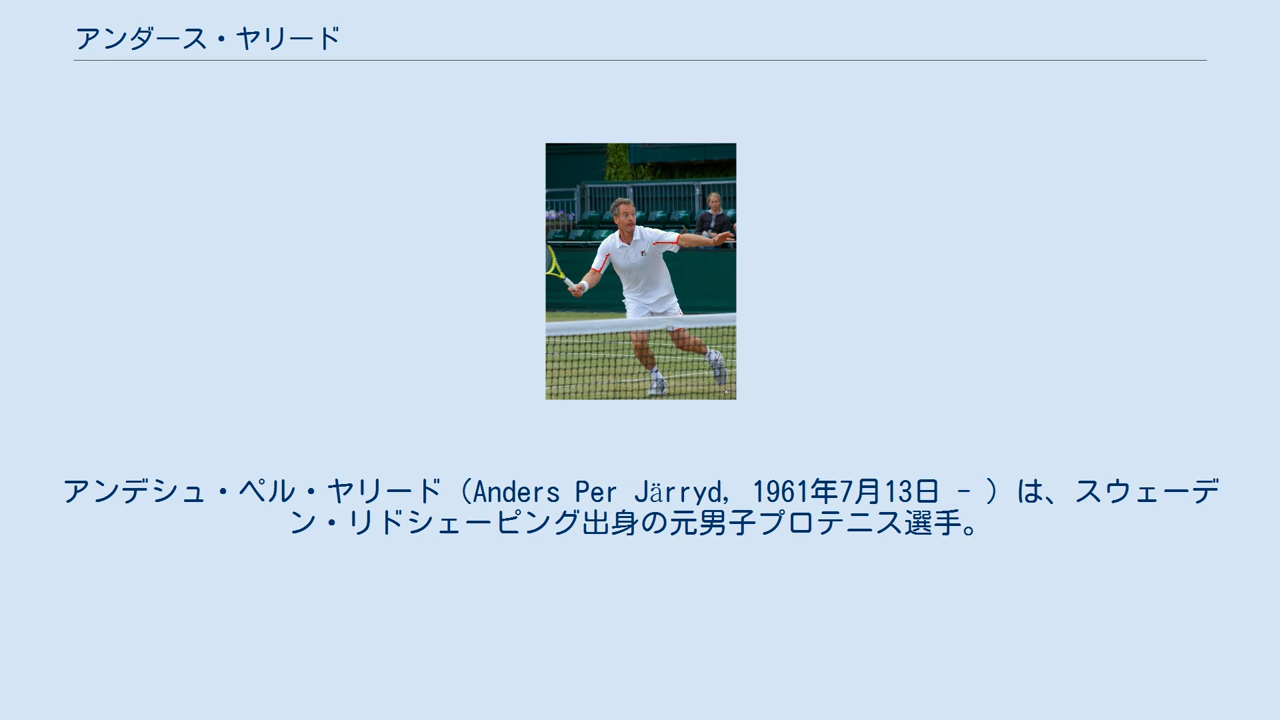 アンダース・ヤリード
アンデシュ・ペル・ヤリード（Anders Per Järryd, 1961年7月13日 - ）は、スウェーデ
ン・リドシェーピング出身の元男子プロテニス選手。